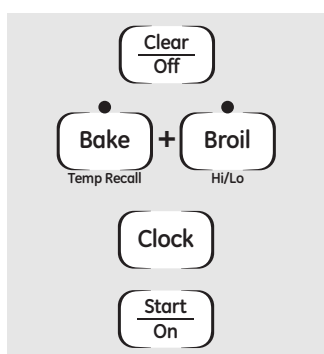 Clear
Off
Bake + Broil
Temp Recall Hi/Lo
Clock
Start
On